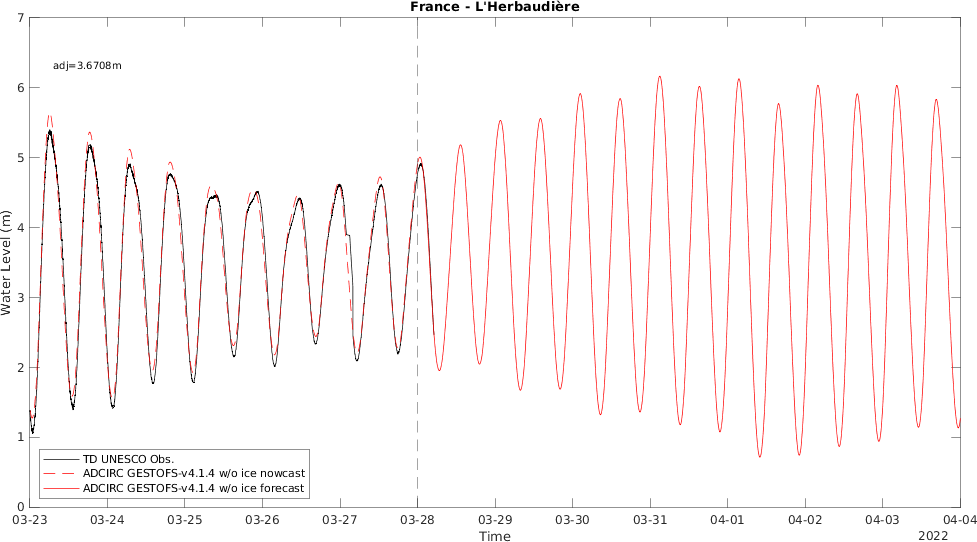 France - L'Herbaudière
7
6
5
4
3
2
1
0
Water Level (m)
adj=3.6708m
TD UNESCO Obs.
ADCIRC GESTOFS-v4.1.4 w/o ice nowcast
ADCIRC GESTOFS-v4.1.4 w/o ice forecast
03-23 03-24 03-25 03-26 03-27 03-28 03-29 03-30 03-31 04-01 04-02 04-03 04-04
Time
2022